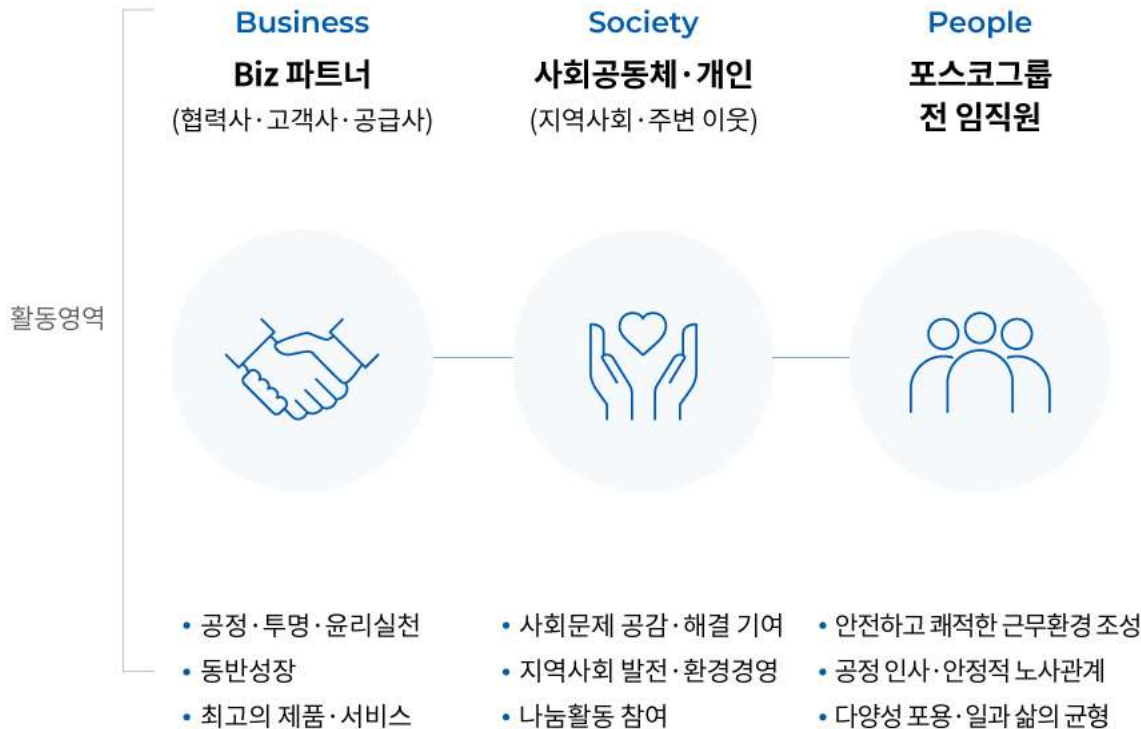 활동영역
Business
Biz 파트너
(협력사·고객사·공급사)
• 공정·투명·윤리실천
• 동반성장
• 최고의 제품·서비스
Society
사회공동체·개인
(지역사회·주변 이웃)
• 사회문제 공감·해결 기여
• 지역사회 발전·환경경영
• 나눔활동 참여
People
포스코그룹
전 임직원
• 안전하고 쾌적한 근무환경 조성
• 공정 인사·안정적 노사관계
• 다양성 포용·일과 삶의 균형